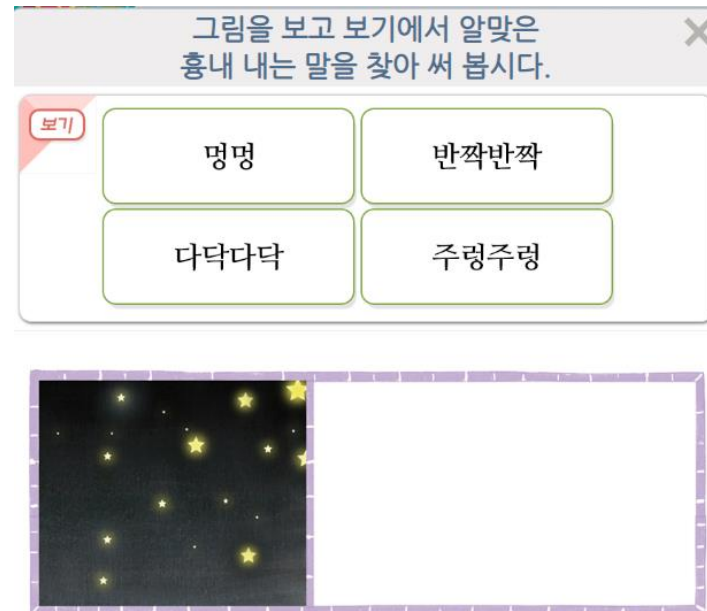 그림을 보고 보기에서 알맞은
흉내 내는 말을 찾아 써 봅시다.
보기
멍멍
반짝반짝
다닥다닥
주렁주렁